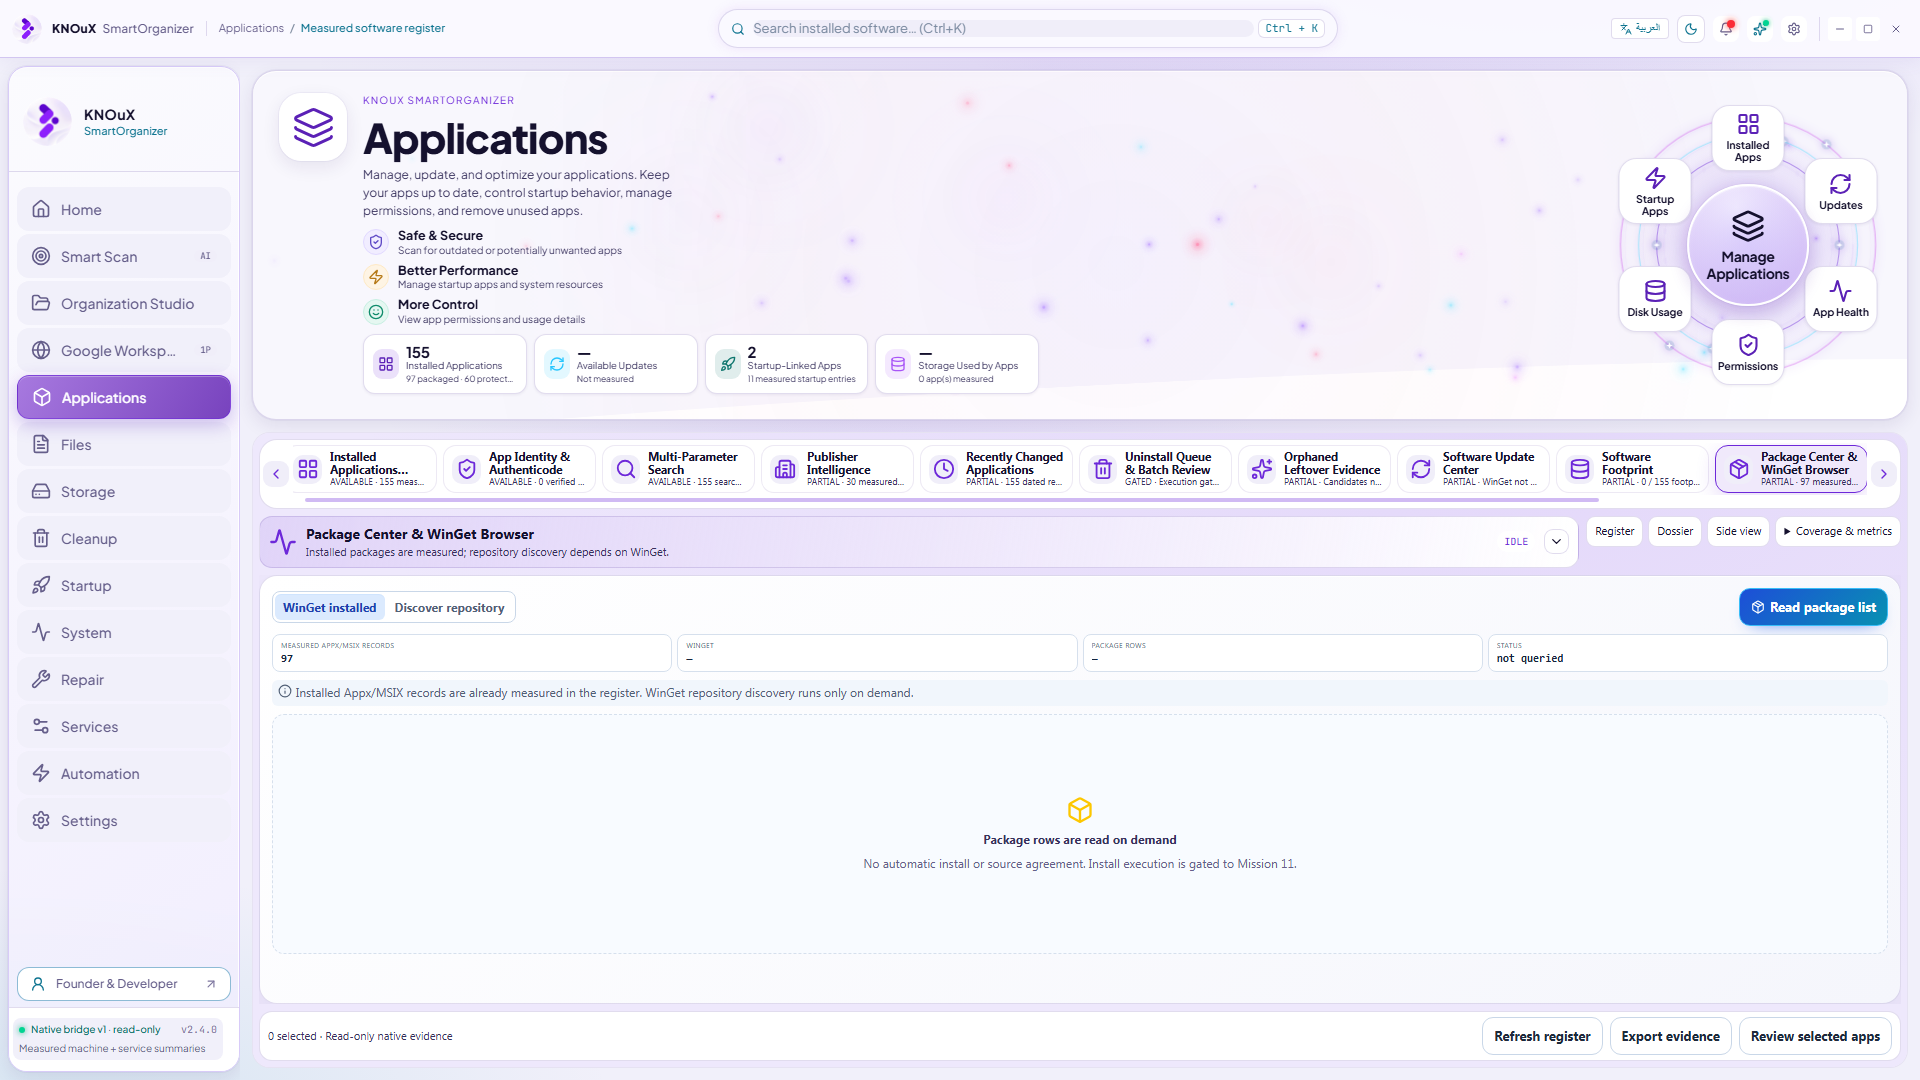 KNOuX SmartOrganizer
Applications / Measured software register
Search installed software... (Ctrl+K)
Ctrl + K
العربية
KNOuX
SmartOrganizer
Home
Smart Scan AI
Organization Studio
Google Worksp... 1P
Applications
Files
Storage
Cleanup
Startup
System
Repair
Services
Automation
Settings
Founder & Developer
Native bridge v1 · read-only v2.4.0
Measured machine + service summaries
KNOUX SMARTORGANIZER
Applications
Manage, update, and optimize your applications. Keep
your apps up to date, control startup behavior, manage
permissions, and remove unused apps.
Safe & Secure
Scan for outdated or potentially unwanted apps
Better Performance
Manage startup apps and system resources
More Control
View app permissions and usage details
155
Installed Applications
97 packaged · 60 protect...
—
Available Updates
Not measured
2
Startup-Linked Apps
11 measured startup entries
—
Storage Used by Apps
0 app(s) measured
Installed
Apps
Startup
Apps
Updates
Manage
Applications
Disk Usage
App Health
Permissions
Installed
Applications...
AVAILABLE · 155 meas...
App Identity &
Authenticode
AVAILABLE · 0 verified ...
Multi-Parameter
Search
AVAILABLE · 155 searc...
Publisher
Intelligence
PARTIAL · 30 measured...
Recently Changed
Applications
PARTIAL · 155 dated re...
Uninstall Queue
& Batch Review
GATED · Execution gat...
Orphaned
Leftover Evidence
PARTIAL · Candidates n...
Software Update
Center
PARTIAL · WinGet not ...
Software
Footprint
PARTIAL · 0 / 155 footp...
Package Center &
WinGet Browser
PARTIAL · 97 measured...
Package Center & WinGet Browser
Installed packages are measured; repository discovery depends on WinGet.
IDLE
Register
Dossier
Side view
Coverage & metrics
WinGet installed
Discover repository
Read package list
MEASURED APPX/MSIX RECORDS
97
WINGET
—
PACKAGE ROWS
—
STATUS
not queried
Installed Appx/MSIX records are already measured in the register. WinGet repository discovery runs only on demand.
Package rows are read on demand
No automatic install or source agreement. Install execution is gated to Mission 11.
0 selected · Read-only native evidence
Refresh register
Export evidence
Review selected apps